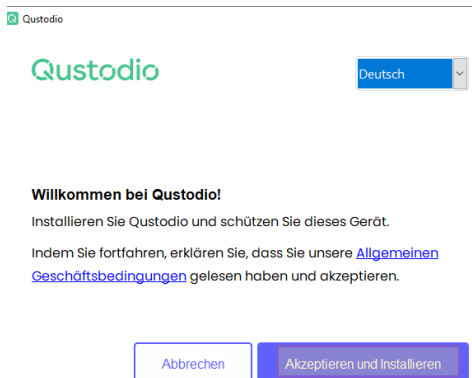 Qustodio
Qustodio
Deutsch
Willkommen bei Qustodio!
Installieren Sie Qustodio und schützen Sie dieses Gerät.
Indem Sie fortfahren, erklären Sie, dass Sie unsere Allgemeinen
Geschäftsbedingungen gelesen haben und akzeptieren.
Abbrechen
Akzeptieren und Installieren